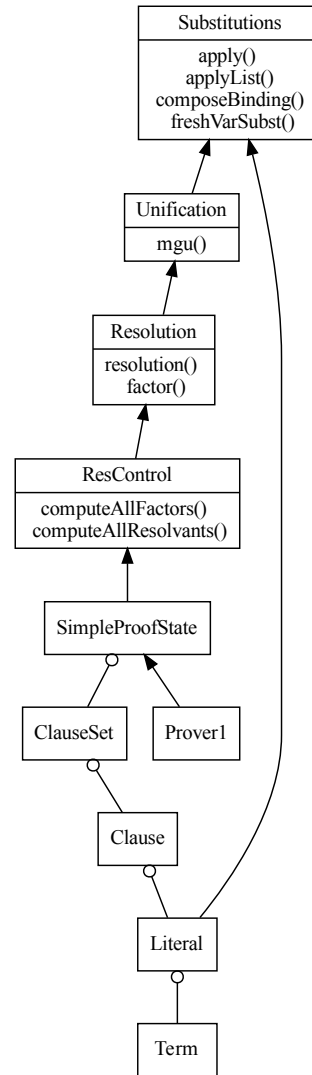 Substitutions
apply()
applyList()
composeBinding()
freshVarSubst()
Unification
mgu()
Resolution
resolution()
factor()
ResControl
computeAllFactors()
computeAllResolvants()
SimpleProofState
ClauseSet
Prover1
Clause
Literal
Term